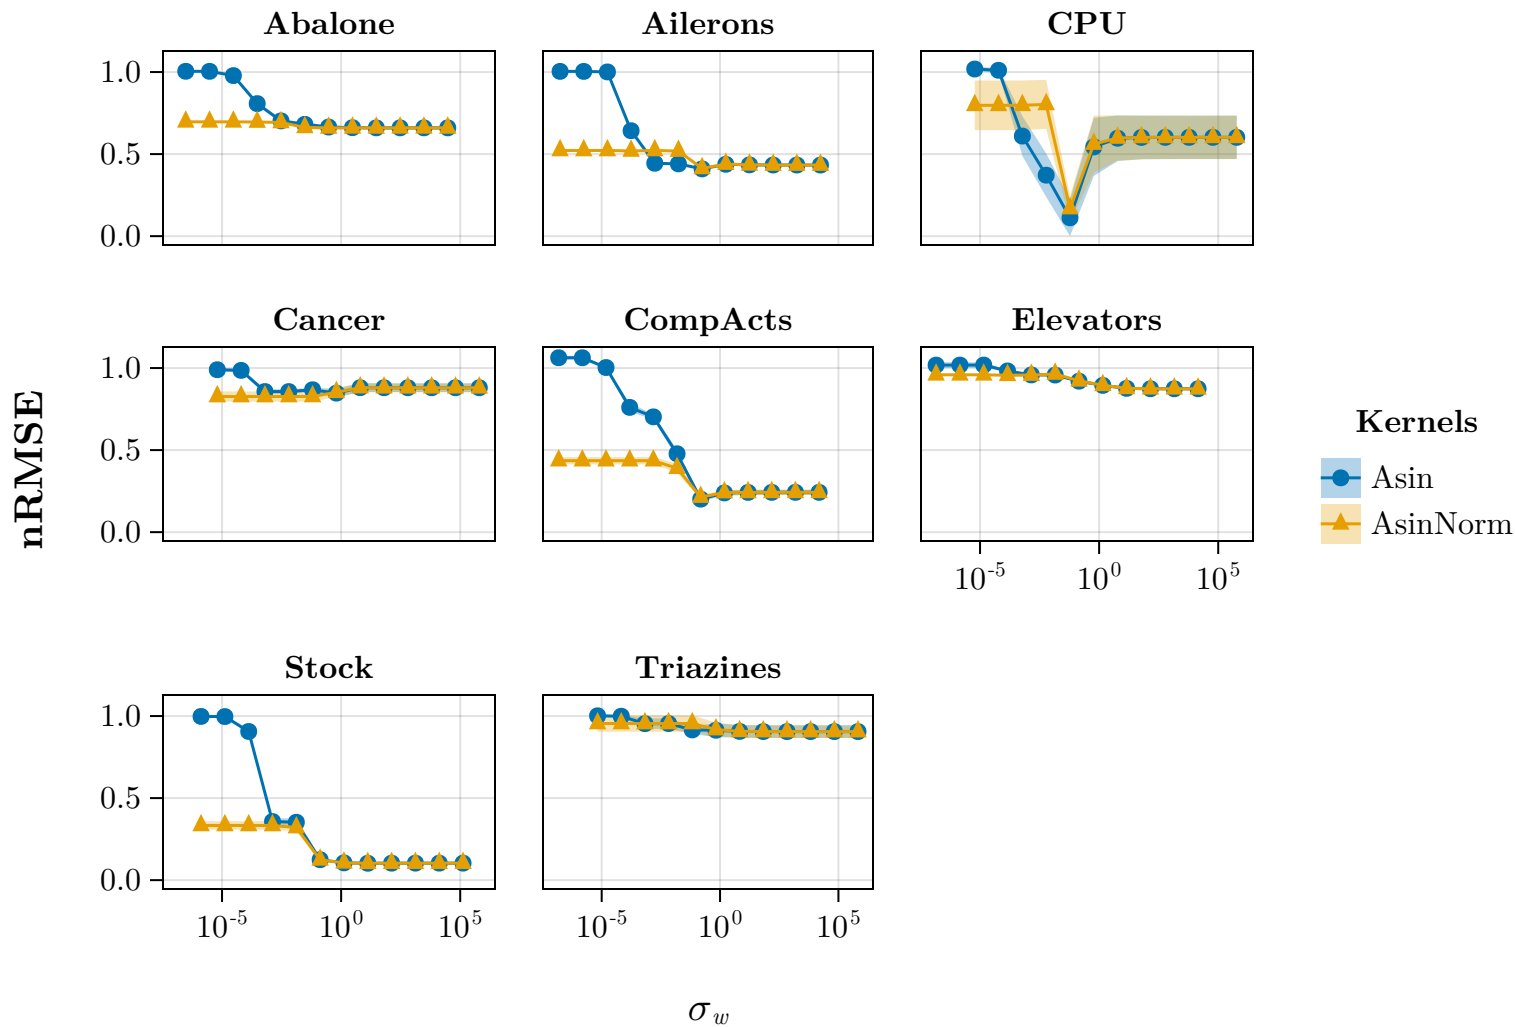 Abalone
Ailerons
CPU
1.0
0.5
0.0
Cancer
CompActs
Elevators
1.0
0.5
0.0
10⁻⁵ 10⁰ 10⁵
nRMSE
Kernels
Asin
AsinNorm
Stock
Triazines
1.0
0.5
0.0
10⁻⁵ 10⁰ 10⁵
10⁻⁵ 10⁰ 10⁵
σ_w